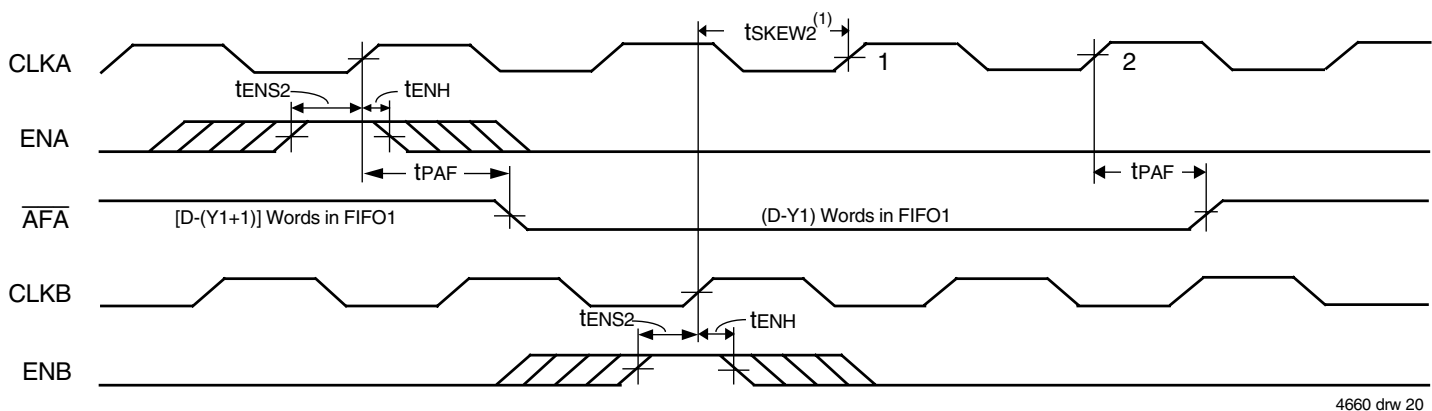 tSKEW2(1)
CLKA
1
2
tENS2
tENH
ENA
tPAF
tPAF
AFA
[D-(Y1+1)] Words in FIFO1
(D-Y1) Words in FIFO1
CLKB
tENS2
tENH
ENB
4660 drw 20